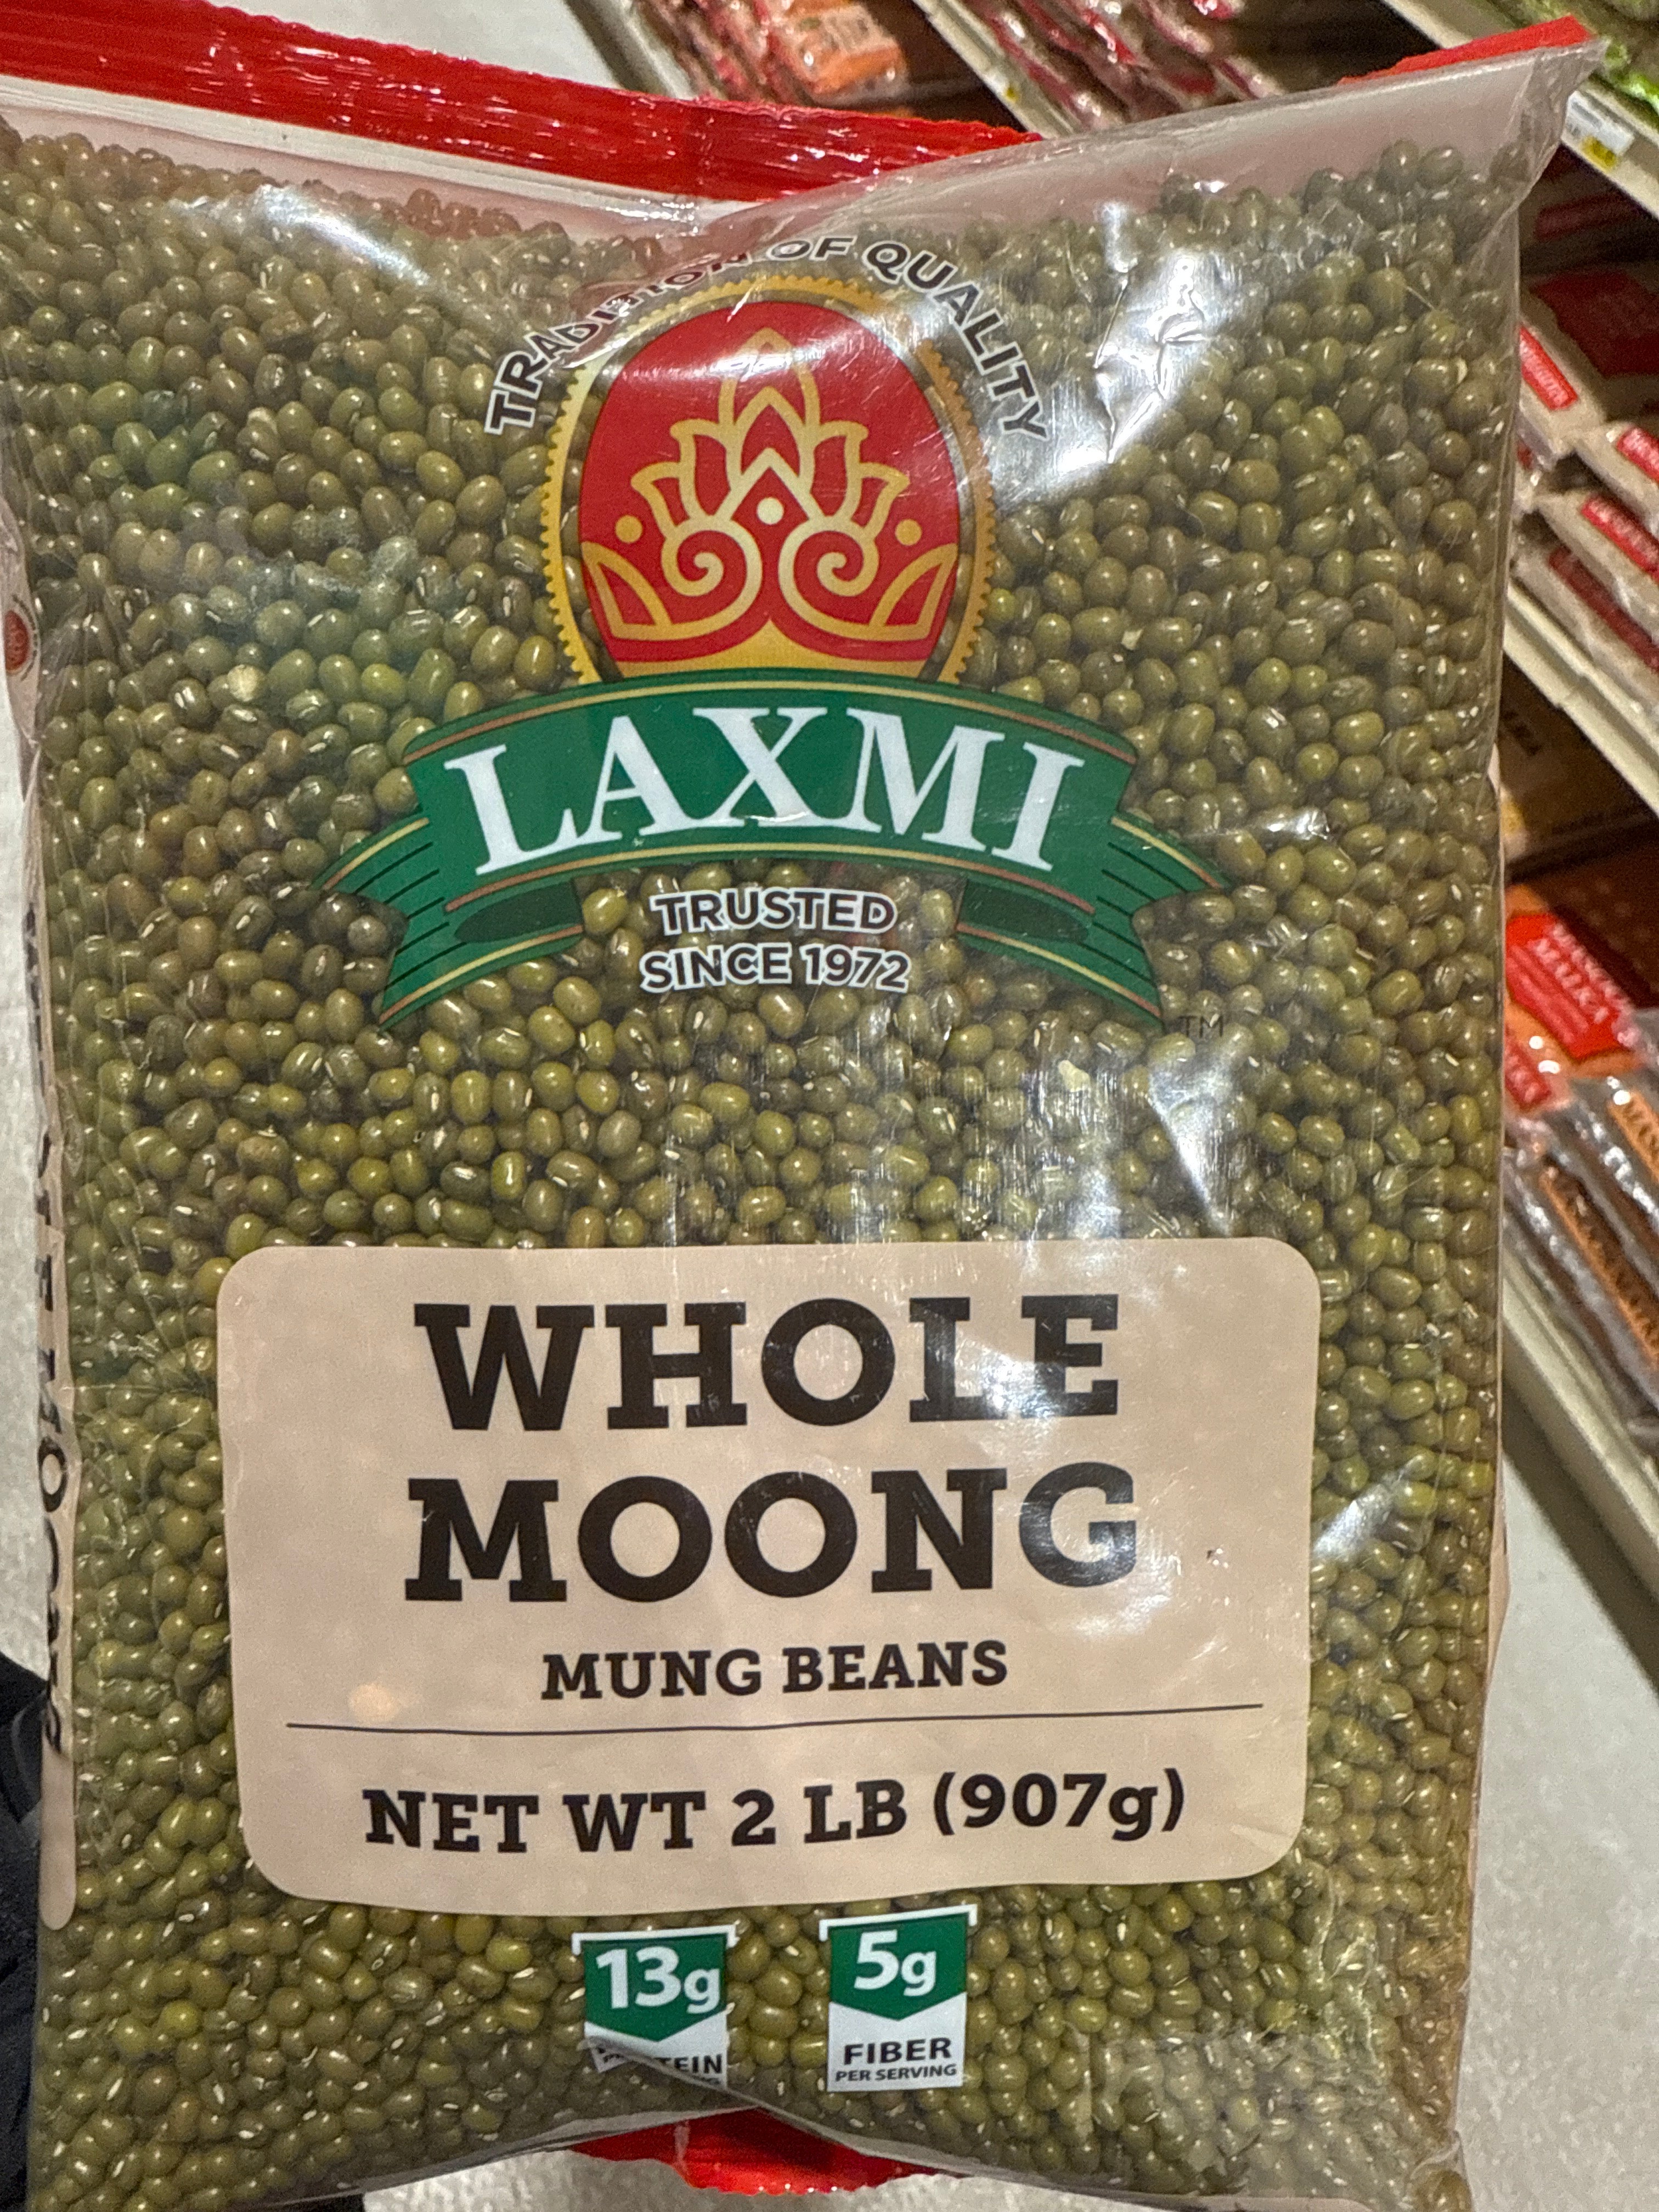 TRADITION OF QUALITY
LAXMI
TRUSTED
SINCE 1972
TM
WHOLE
MOONG
MUNG BEANS
NET WT 2 LB (907g)
13g
5g
FIBER
PER SERVING
MALKA